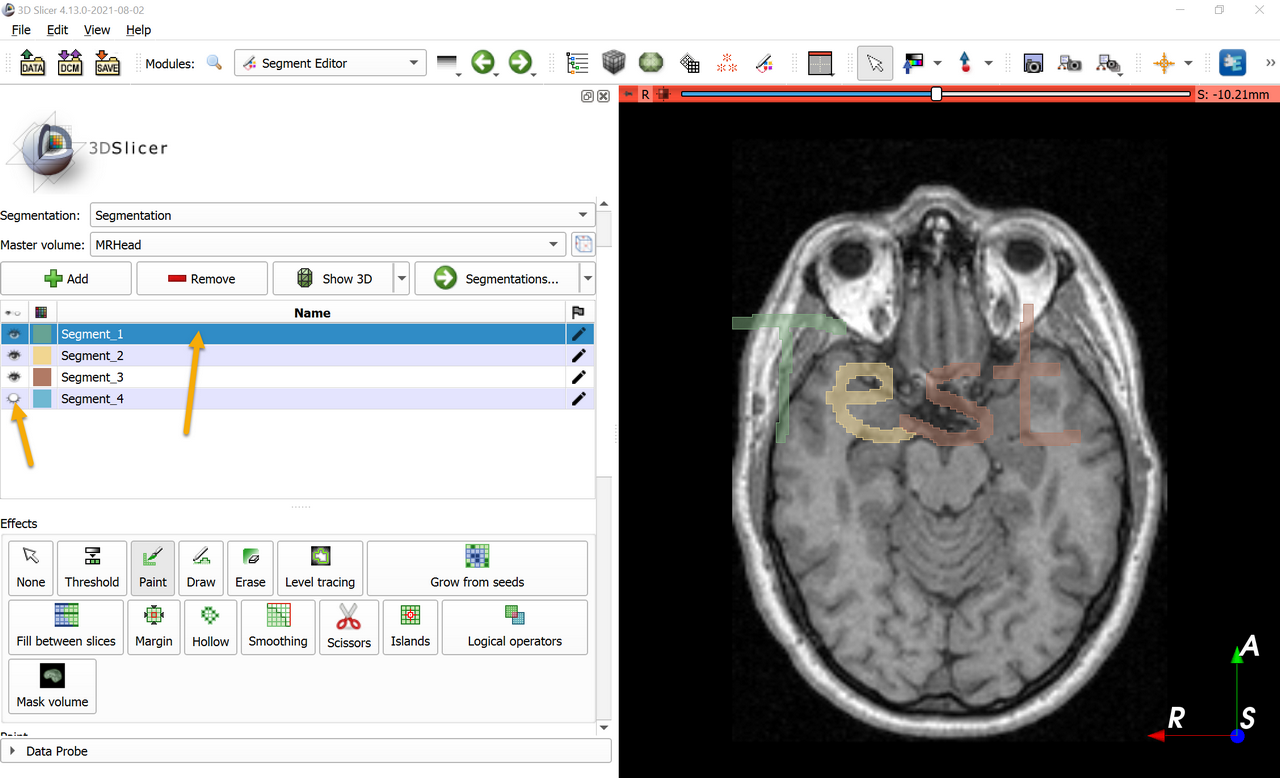 3D Slicer 4.13.0-2021-08-02
File Edit View Help
DATA DCM SAVE Modules: Segment Editor
R S: -10.21mm
3DSlicer
Segmentation: Segmentation
Master volume: MRHead
Add Remove Show 3D Segmentations...
Name
Segment_1
Segment_2
Segment_3
Segment_4
Test
Effects
None Threshold Paint Draw Erase Level tracing Grow from seeds
Fill between slices Margin Hollow Smoothing Scissors Islands Logical operators
Mask volume
A
R S
Data Probe